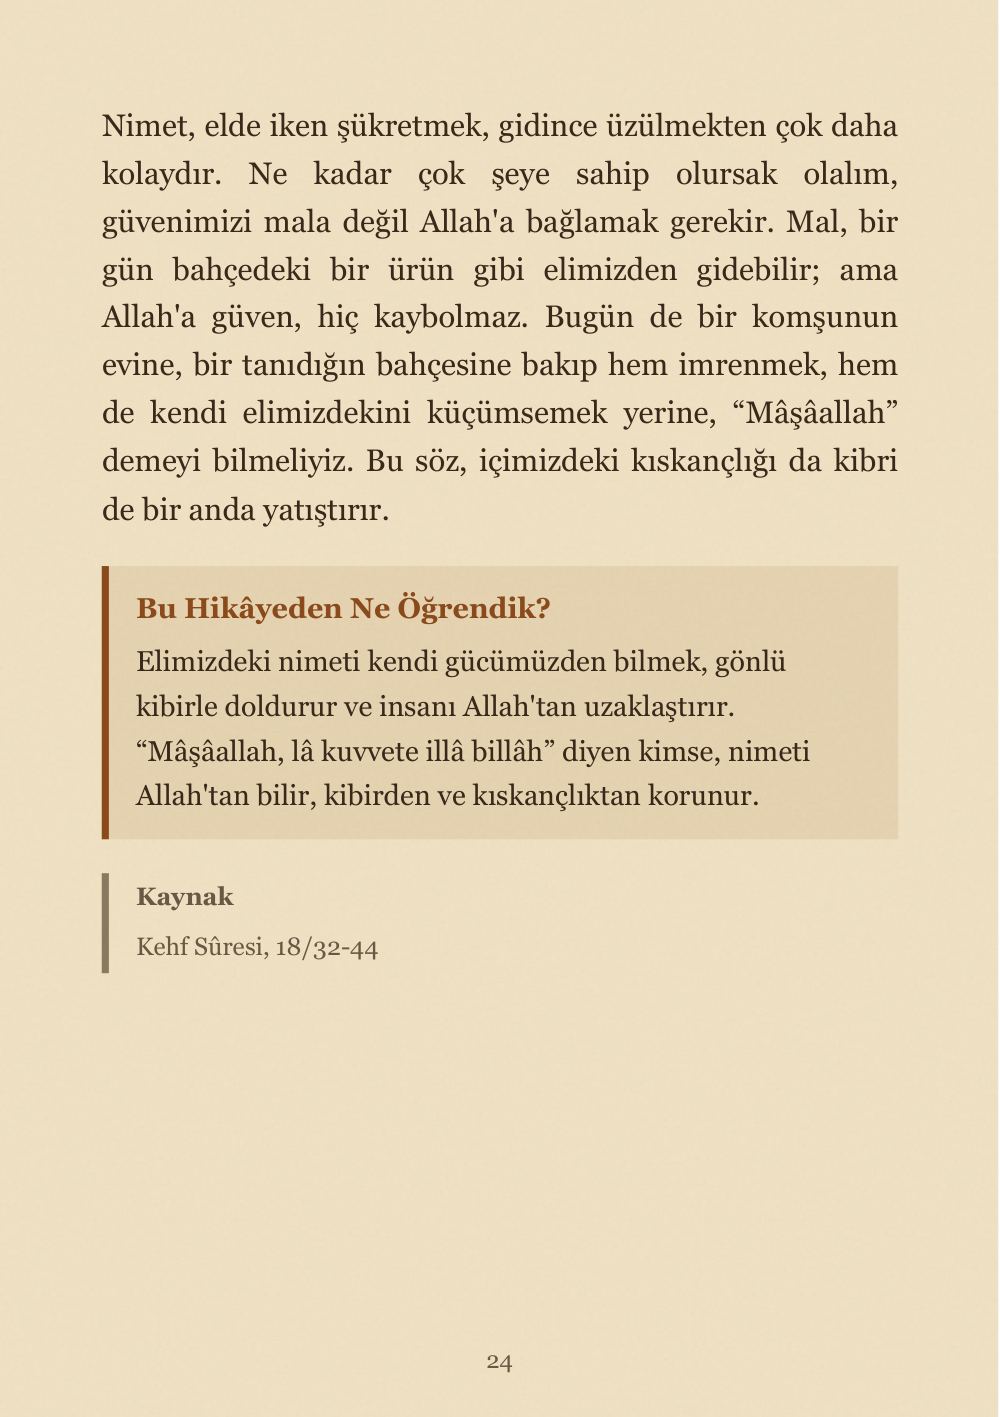 Nimet, elde iken şükretmek, gidince üzülmekten çok daha
kolaydır. Ne kadar çok şeye sahip olursak olalım,
güvenimizi mala değil Allah'a bağlamak gerekir. Mal, bir
gün bahçedeki bir ürün gibi elimizden gidebilir; ama
Allah'a güven, hiç kaybolmaz. Bugün de bir komşunun
evine, bir tanıdığın bahçesine bakıp hem imrenmek, hem
de kendi elimizdekini küçümsemek yerine, “Mâşâallah”
demeyi bilmeliyiz. Bu söz, içimizdeki kıskançlığı da kibri
de bir anda yatıştırır.
Bu Hikâyeden Ne Öğrendik?
Elimizdeki nimeti kendi gücümüzden bilmek, gönlü
kibirle doldurur ve insanı Allah'tan uzaklaştırır.
“Mâşâallah, lâ kuvvete illâ billâh” diyen kimse, nimeti
Allah'tan bilir, kibirden ve kıskançlıktan korunur.
Kaynak
Kehf Sûresi, 18/32-44
24